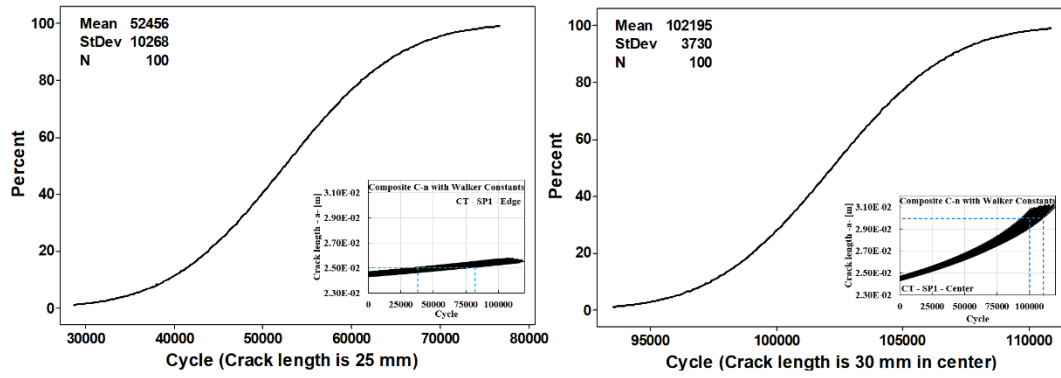 Mean 52456
StDev 10268
N 100
Percent
100
80
60
40
20
0
30000 40000 50000 60000 70000 80000
Cycle (Crack length is 25 mm)
Composite C-n with Walker Constants
CT - SP1 - Edge
Crack length - a- [m]
3.10E-02
2.90E-02
2.70E-02
2.50E-02
2.30E-02
0 25000 50000 75000 100000
Cycle
Mean 102195
StDev 3730
N 100
Percent
100
80
60
40
20
0
95000 100000 105000 110000
Cycle (Crack length is 30 mm in center)
Composite C-n with Walker Constants
CT - SP1 - Center
Crack length -a- [m]
3.10E-02
2.90E-02
2.70E-02
2.50E-02
2.30E-02
0 25000 50000 75000 100000
Cycle